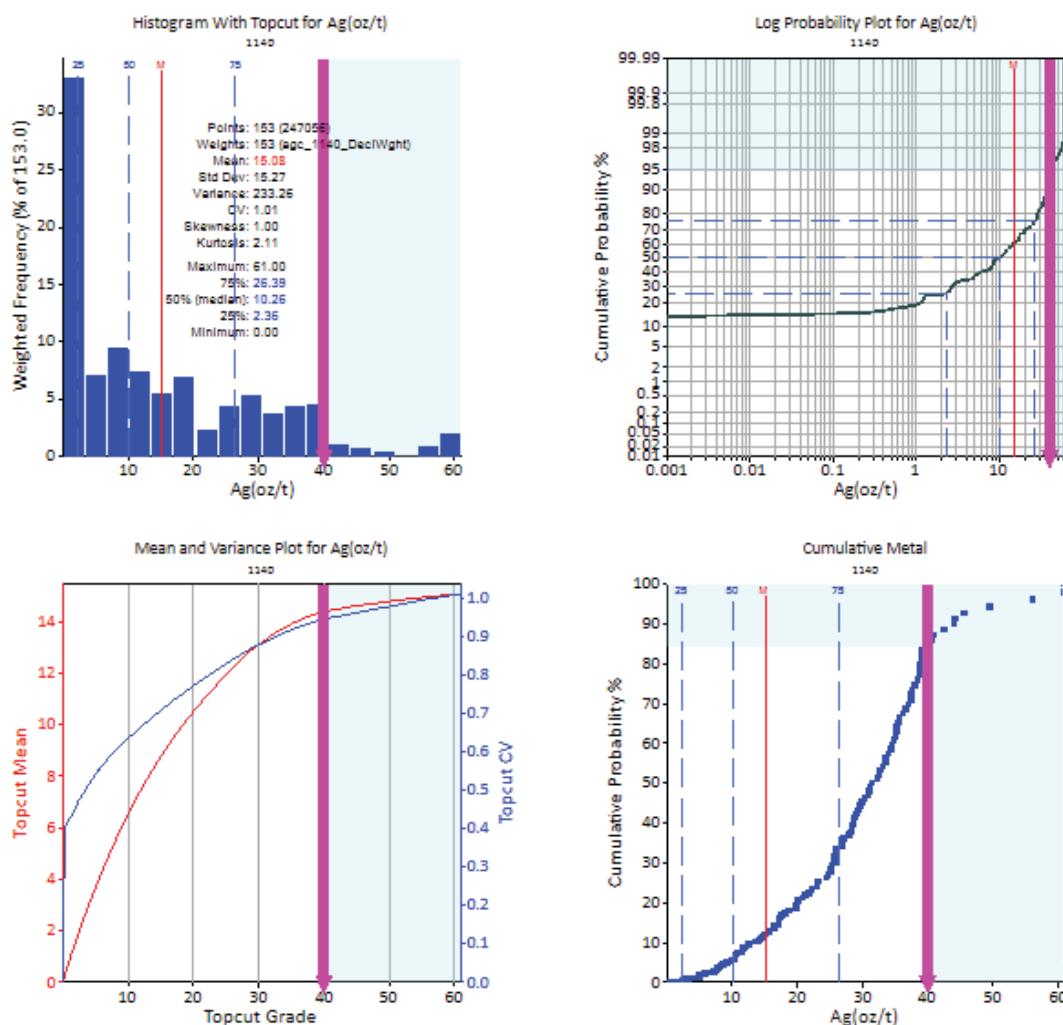 Histogram With Topcut for Ag(oz/t)
1140
25 50 M 75
Weighted Frequency (% of 153.0)
30
25
20
15
10
5
0
Points: 153 (247056)
Weights: 153 (agc_1140_DeclWght)
Mean: 15.08
Std Dev: 15.27
Variance: 233.26
CV: 1.01
Skewness: 1.00
Kurtosis: 2.11
Maximum: 61.00
75%: 26.39
50% (median): 10.26
25%: 2.36
Minimum: 0.00
10 20 30 40 50 60
Ag(oz/t)
Log Probability Plot for Ag(oz/t)
1140
M
Cumulative Probability %
99.99
99.9
99.8
99
98
95
90
80
70
60
50
40
30
20
10
5
2
1
0.5
0.2
0.1
0.05
0.02
0.01
0.001 0.01 0.1 1 10
Ag(oz/t)
Mean and Variance Plot for Ag(oz/t)
1140
Topcut Mean
14
12
10
8
6
4
2
0
1.0
0.9
0.8
0.7
0.6
0.5
0.4
0.3
0.2
0.1
0.0
Topcut CV
10 20 30 40 50 60
Topcut Grade
Cumulative Metal
1140
25 50 M 75
Cumulative Probability %
100
90
80
70
60
50
40
30
20
10
0
10 20 30 40 50 60
Ag(oz/t)